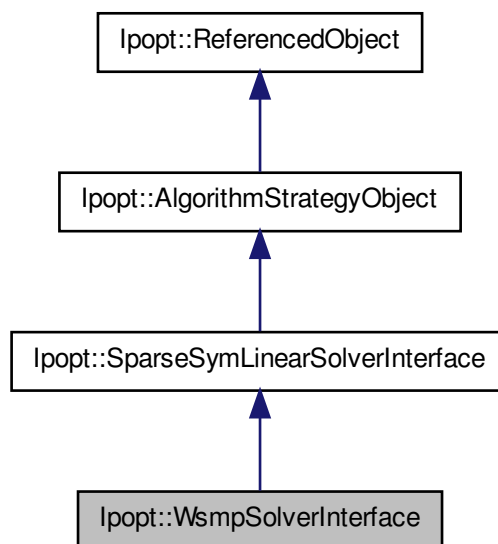 Ipopt::ReferencedObject
Ipopt::AlgorithmStrategyObject
Ipopt::SparseSymLinearSolverInterface
Ipopt::WsmpSolverInterface